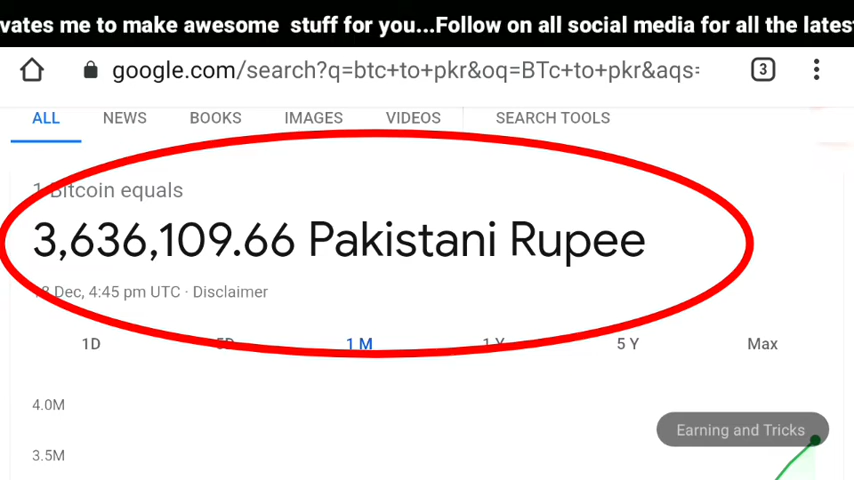 vates me to make awesome stuff for you...Follow on all social media for all the latest
google.com/search?q=btc+to+pkr&oq=BTc+to+pkr&aqs=
3
ALL NEWS BOOKS IMAGES VIDEOS SEARCH TOOLS
1 Bitcoin equals
3,636,109.66 Pakistani Rupee
Dec, 4:45 pm UTC · Disclaimer
1D 5D 1 M 1 Y 5 Y Max
4.0M
Earning and Tricks
3.5M